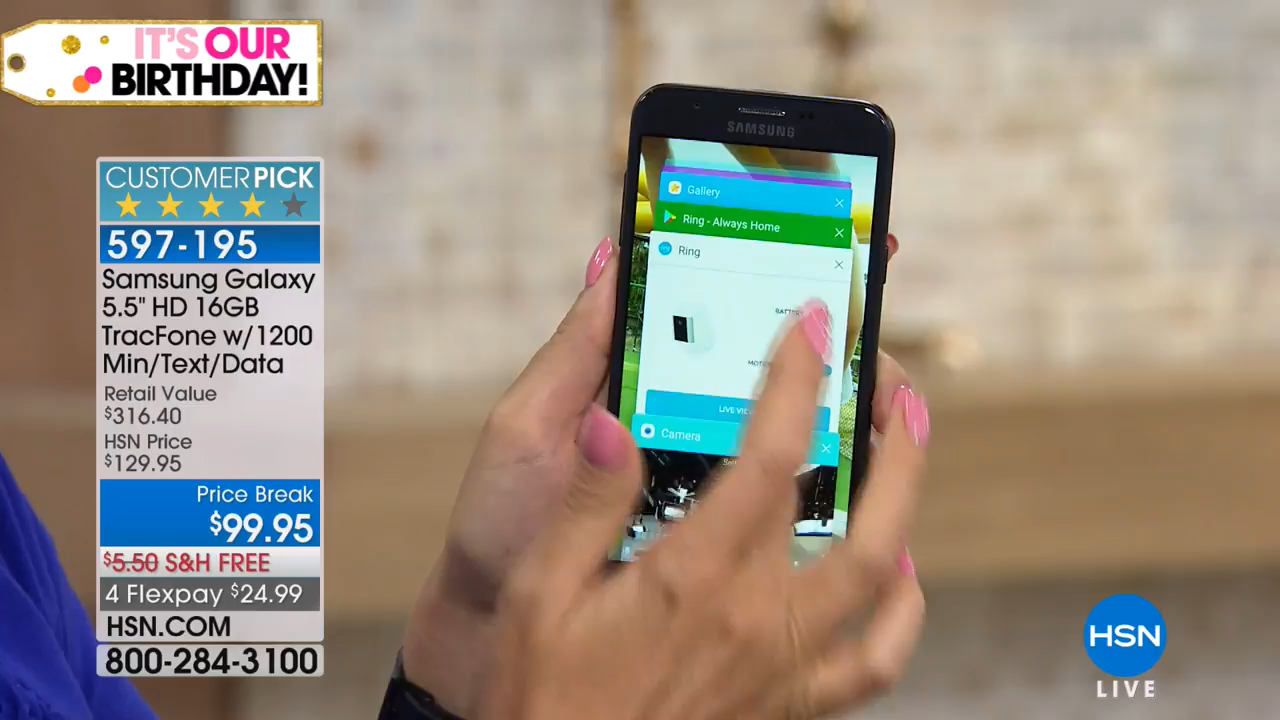 IT'S OUR
BIRTHDAY!
CUSTOMER PICK
597-195
Samsung Galaxy
5.5" HD 16GB
TracFone w/1200
Min/Text/Data
Retail Value
$316.40
HSN Price
$129.95
Price Break
$99.95
$5.50 S&H FREE
4 Flexpay $24.99
HSN.COM
800-284-3100
SAMSUNG
Gallery
Ring - Always Home
Ring
Camera
HSN
LIVE